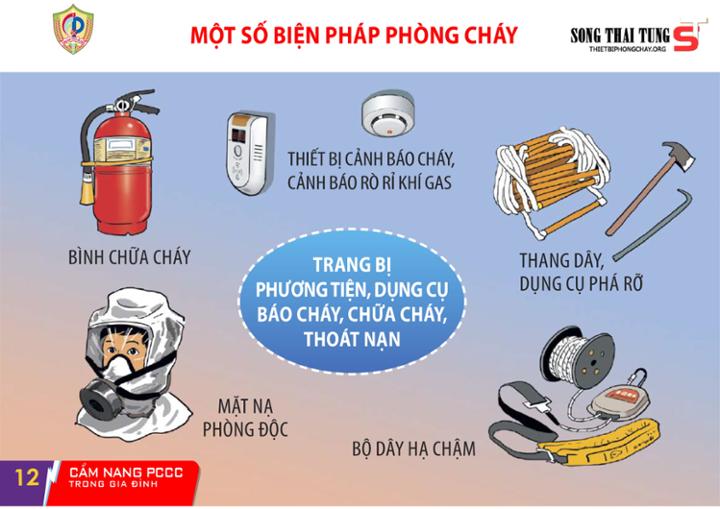 MỘT SỐ BIỆN PHÁP PHÒNG CHÁY
SONG THAI TUNG
THIETBIPHONGCHAY.ORG
THIẾT BỊ CẢNH BÁO CHÁY,
CẢNH BÁO RÒ RỈ KHÍ GAS
BÌNH CHỮA CHÁY
TRANG BỊ
PHƯƠNG TIỆN, DỤNG CỤ
BÁO CHÁY, CHỮA CHÁY,
THOÁT NẠN
THANG DÂY,
DỤNG CỤ PHÁ RỠ
MẶT NẠ
PHÒNG ĐỘC
BỘ DÂY HẠ CHẬM
12
CẨM NANG PCCC
TRONG GIA ĐÌNH